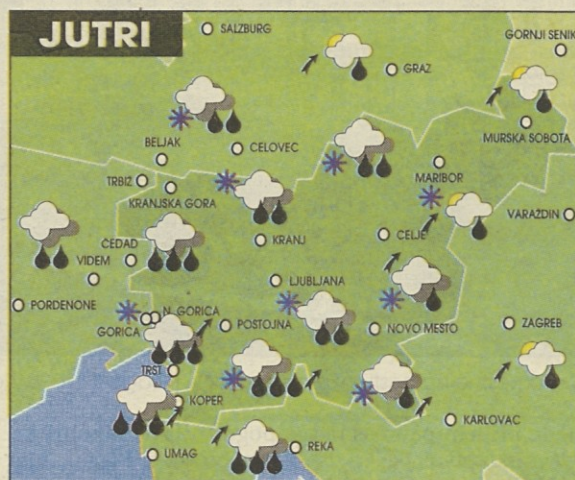 JUTRI
SALZBURG
GORNJI SENIK
GRAZ
MURSKA SOBOTA
BELJAK
CELOVEC
TRBIŽ
MARIBOR
KRANJSKA GORA
VARAŽDIN
ČEDAD
KRANJ
CELJE
VIDEM
LJUBLJANA
PORDENONE
N. GORICA
GORICA
POSTOJNA
NOVO MESTO
ZAGREB
TRST
KOPER
KARLOVAC
UMAG
REKA